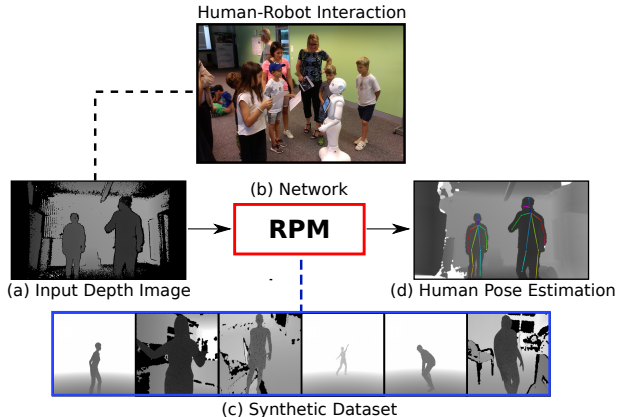 Human-Robot Interaction
(b) Network
RPM
(a) Input Depth Image
(d) Human Pose Estimation
(c) Synthetic Dataset